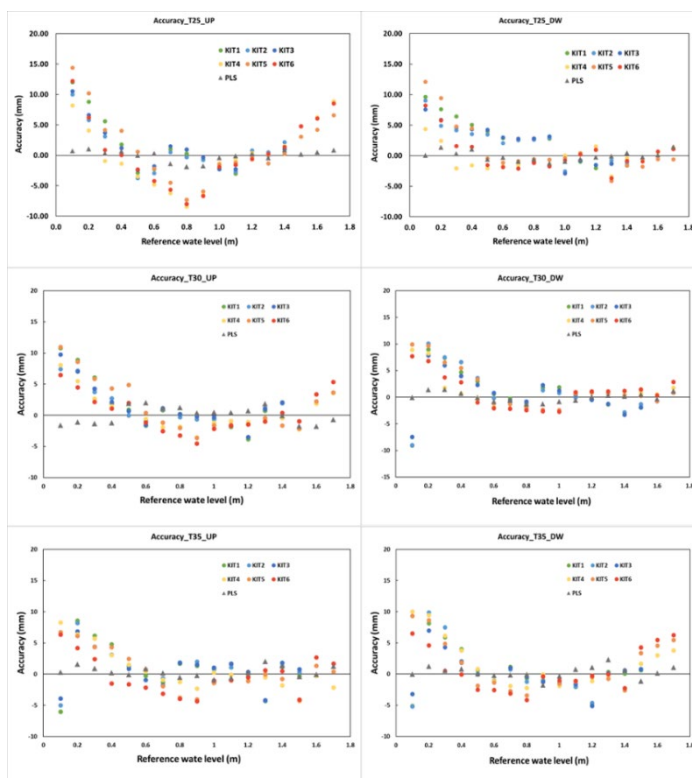 Accuracy_T25_UP
Accuracy (mm)
20.00
15.00
10.00
5.00
0.00
-5.00
-10.00
KIT1 KIT2 KIT3
KIT4 KIT5 KIT6
PLS
0.0 0.2 0.4 0.6 0.8 1.0 1.2 1.4 1.6 1.8
Reference wate level (m)
Accuracy_T25_DW
Accuracy (mm)
20.00
15.00
10.00
5.00
0.00
-5.00
-10.00
KIT1 KIT2 KIT3
KIT4 KIT5 KIT6
PLS
0.0 0.2 0.4 0.6 0.8 1.0 1.2 1.4 1.6 1.8
Reference wate level (m)
Accuracy_T30_UP
Accuracy (mm)
20
15
10
5
0
-5
-10
KIT1 KIT2 KIT3
KIT4 KIT5 KIT6
PLS
0.0 0.2 0.4 0.6 0.8 1.0 1.2 1.4 1.6 1.8
Reference wate level (m)
Accuracy_T30_DW
Accuracy (mm)
20
15
10
5
0
-5
-10
-15
KIT1 KIT2 KIT3
KIT4 KIT5 KIT6
PLS
0.0 0.2 0.4 0.6 0.8 1.0 1.2 1.4 1.6 1.8
Reference wate level (m)
Accuracy_T35_UP
Accuracy (mm)
20
15
10
5
0
-5
-10
KIT1 KIT2 KIT3
KIT4 KIT5 KIT6
PLS
0.0 0.2 0.4 0.6 0.8 1.0 1.2 1.4 1.6 1.8
Reference wate level (m)
Accuracy_T35_DW
Accuracy (mm)
20
15
10
5
0
-5
-10
KIT1 KIT2 KIT3
KIT4 KIT5 KIT6
PLS
0.0 0.2 0.4 0.6 0.8 1.0 1.2 1.4 1.6 1.8
Reference wate level (m)